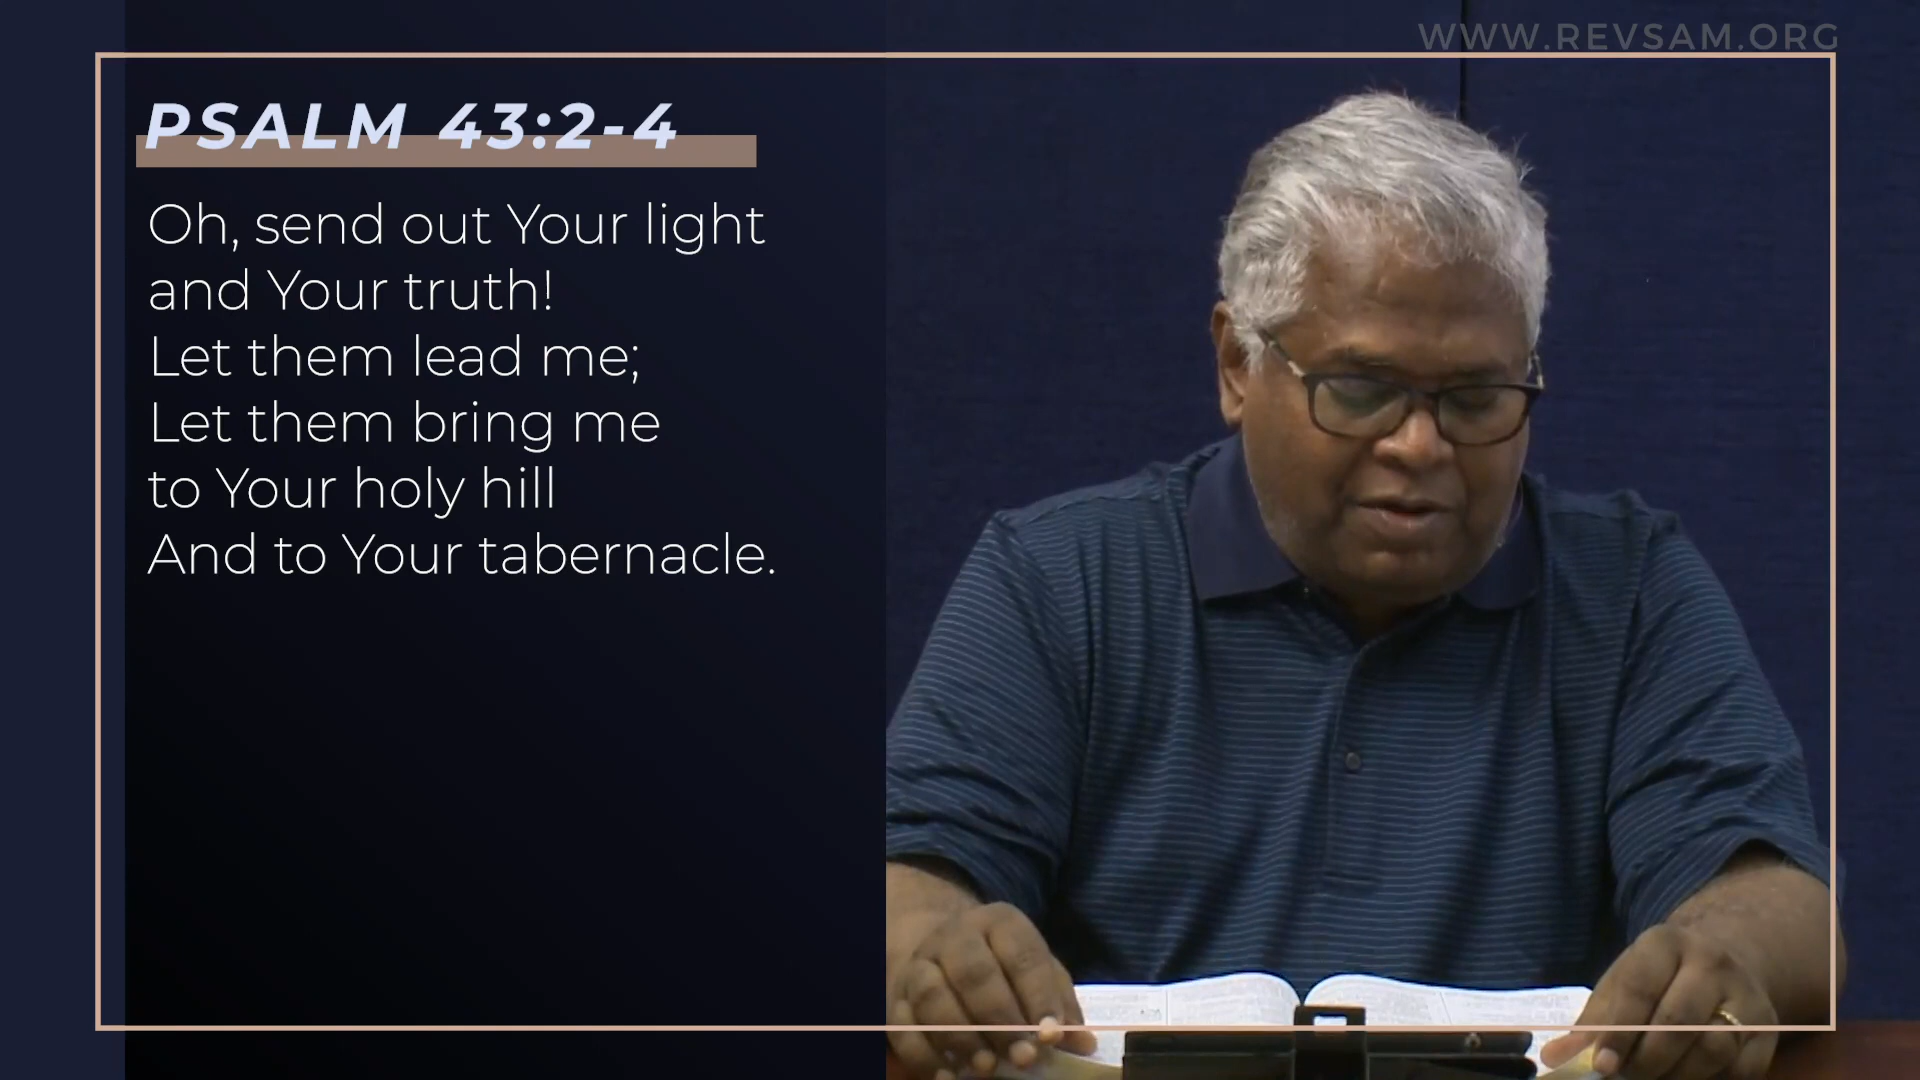 WWW.REVSAM.ORG
PSALM 43:2-4
Oh, send out Your light
and Your truth!
Let them lead me;
Let them bring me
to Your holy hill
And to Your tabernacle.